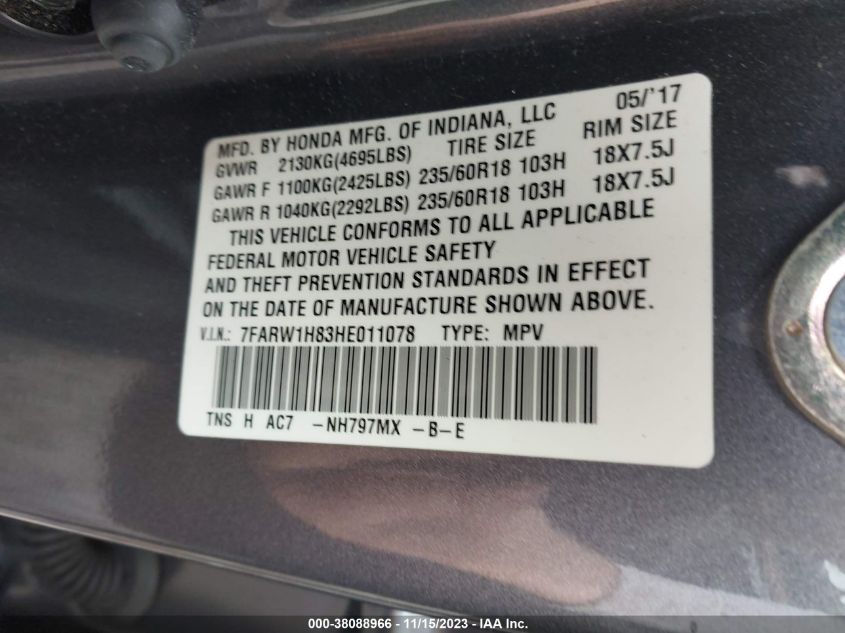 MFD. BY HONDA MFG. OF INDIANA, LLC 05/'17
GVWR 2130KG(4695LBS) TIRE SIZE RIM SIZE
GAWR F 1100KG(2425LBS) 235/60R18 103H 18X7.5J
GAWR R 1040KG(2292LBS) 235/60R18 103H 18X7.5J
THIS VEHICLE CONFORMS TO ALL APPLICABLE
FEDERAL MOTOR VEHICLE SAFETY
AND THEFT PREVENTION STANDARDS IN EFFECT
ON THE DATE OF MANUFACTURE SHOWN ABOVE.
V.I.N.: 7FARW1H83HE011078 TYPE: MPV
TNS H AC7 -NH797MX -B-E
000-38088966 - 11/15/2023 - IAA Inc.